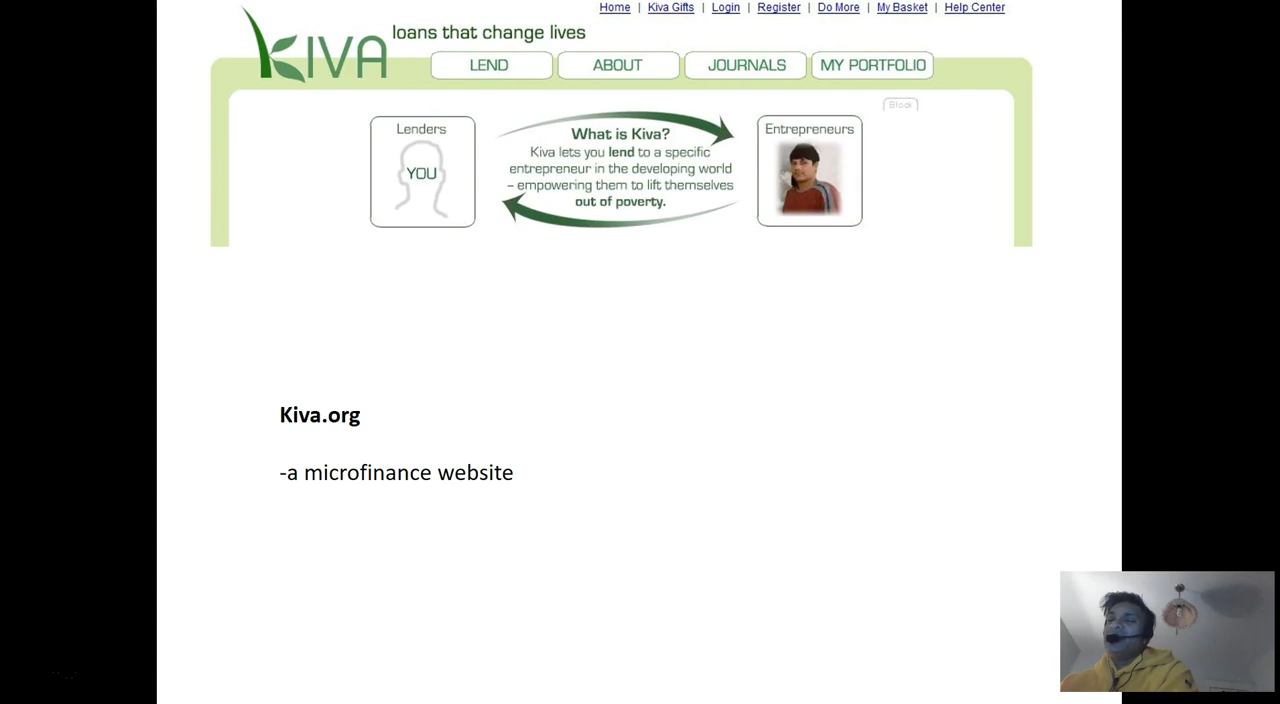 Home | Kiva Gifts | Login | Register | Do More | My Basket | Help Center
KIVA
loans that change lives
LEND
ABOUT
JOURNALS
MY PORTFOLIO
Lenders
YOU
What is Kiva?
Kiva lets you lend to a specific
entrepreneur in the developing world
– empowering them to lift themselves
out of poverty.
Entrepreneurs
Kiva.org
-a microfinance website